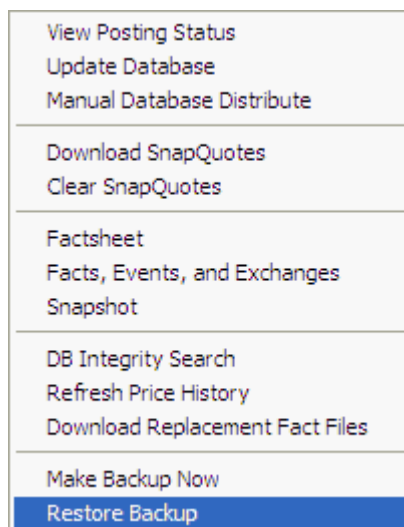 View Posting Status
Update Database
Manual Database Distribute
Download SnapQuotes
Clear SnapQuotes
Factsheet
Facts, Events, and Exchanges
Snapshot
DB Integrity Search
Refresh Price History
Download Replacement Fact Files
Make Backup Now
Restore Backup